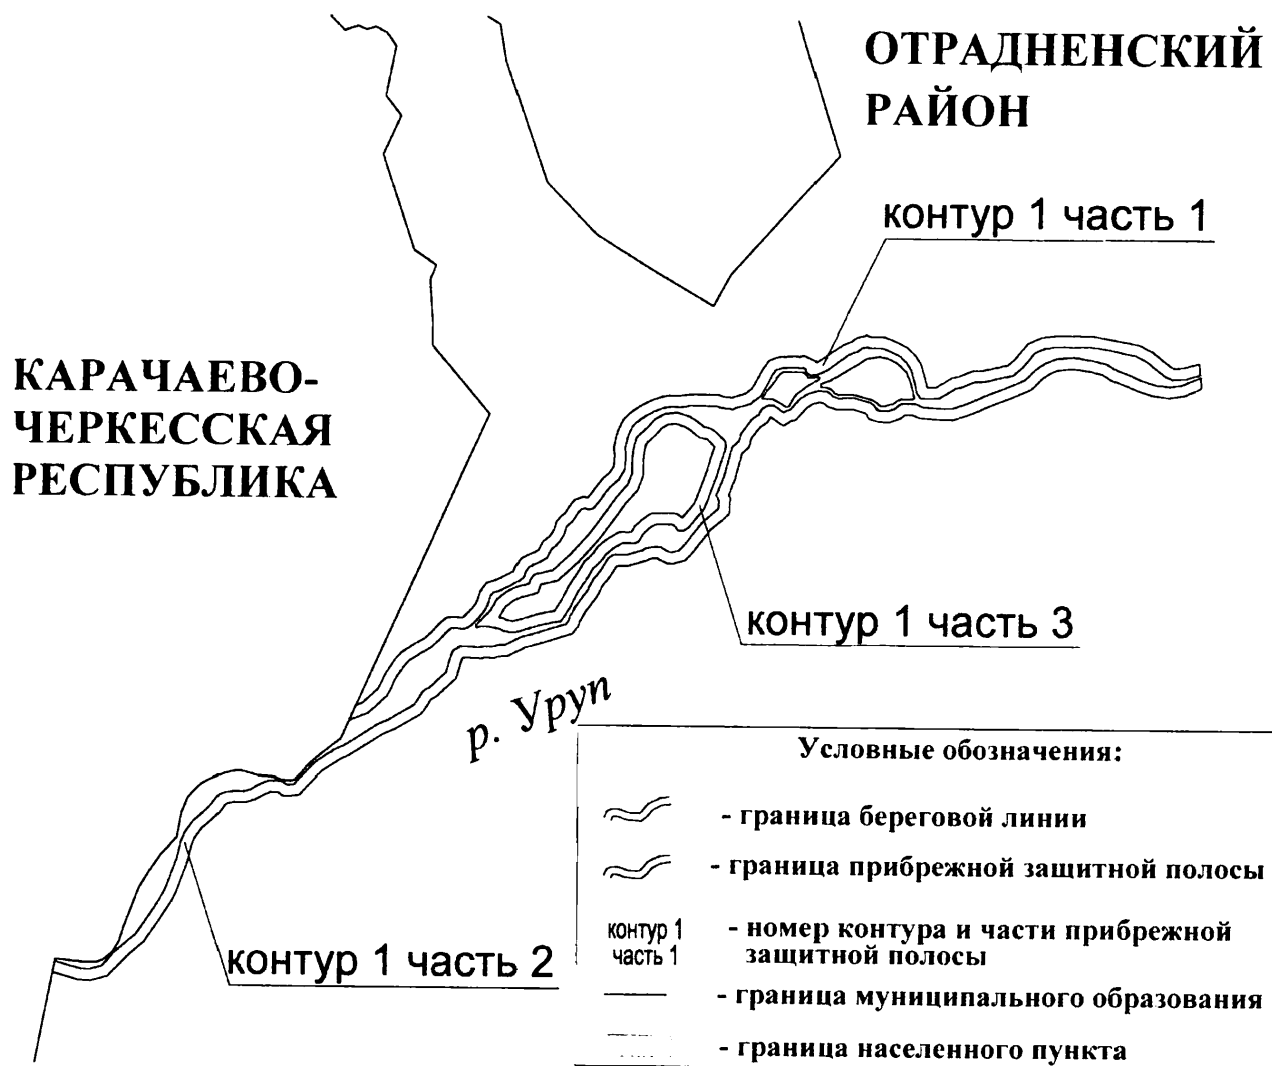 ОТРАДНЕНСКИЙ
РАЙОН
контур 1 часть 1
КАРАЧАЕВО-
ЧЕРКЕССКАЯ
РЕСПУБЛИКА
контур 1 часть 3
р. Уруп
контур 1 часть 2
Условные обозначения:
- граница береговой линии
- граница прибрежной защитной полосы
контур 1
часть 1
- номер контура и части прибрежной
защитной полосы
- граница муниципального образования
- граница населенного пункта